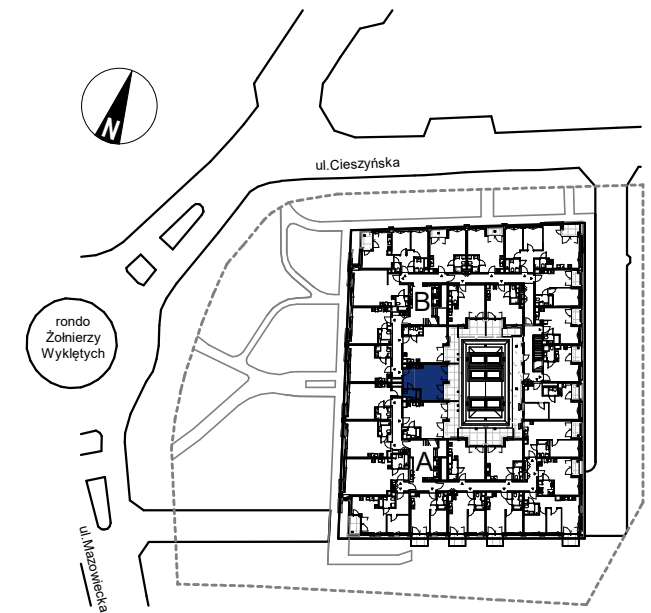 N
ul.Cieszyńska
B
rondo
Żołnierzy
Wyklętych
A
ul.Mazowiecka